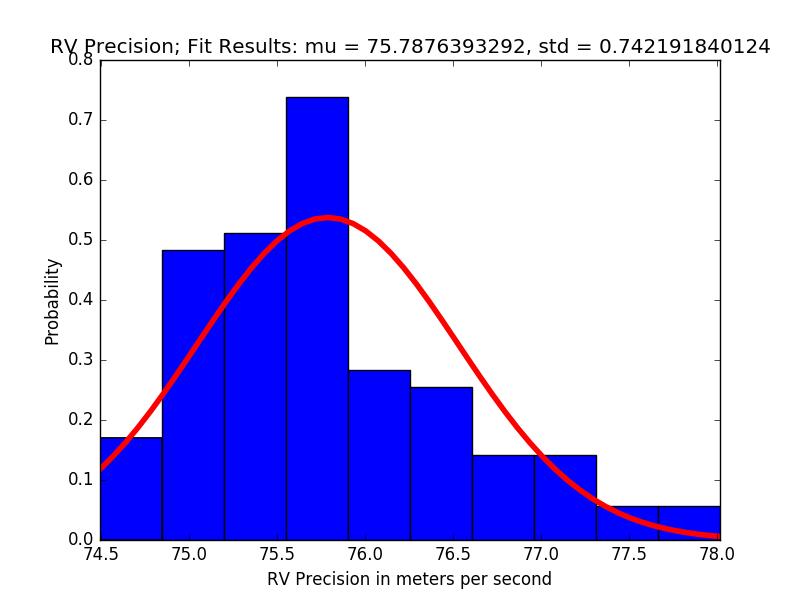 RV Precision; Fit Results: mu = 75.7876393292, std = 0.742191840124
0.8
0.7
0.6
0.5
0.4
0.3
0.2
0.1
0.0
Probability
74.5 75.0 75.5 76.0 76.5 77.0 77.5 78.0
RV Precision in meters per second